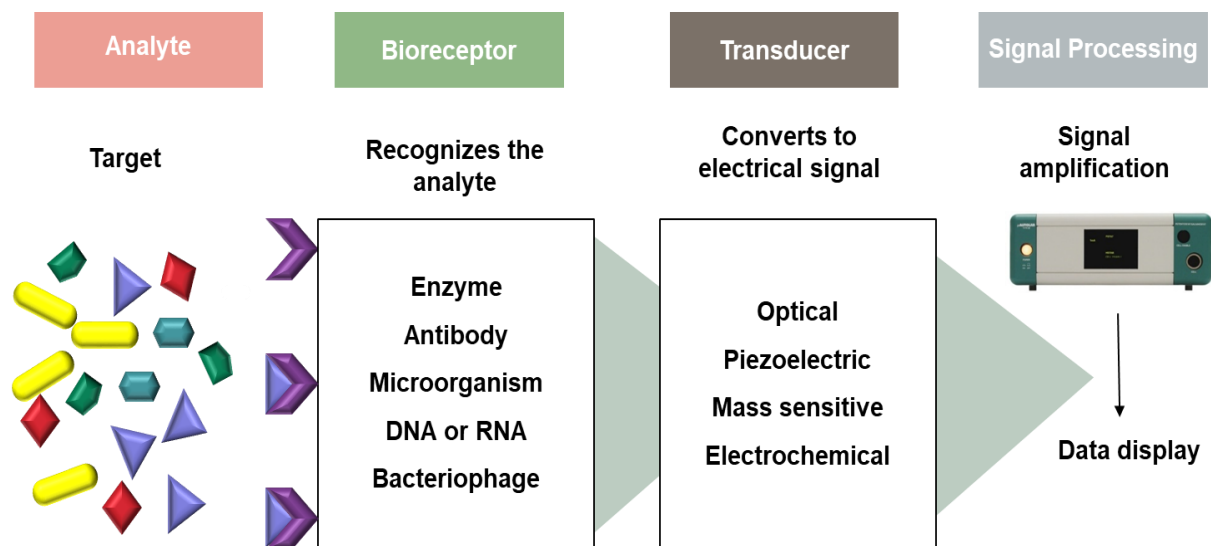 Analyte
Bioreceptor
Transducer
Signal Processing
Target
Recognizes the
analyte
Converts to
electrical signal
Signal
amplification
Enzyme
Antibody
Microorganism
DNA or RNA
Bacteriophage
Optical
Piezoelectric
Mass sensitive
Electrochemical
Data display